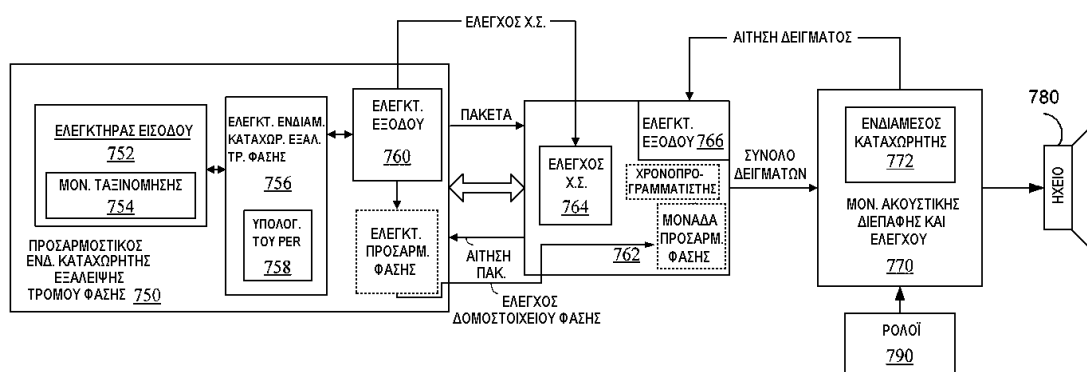 ΕΛΕΓΧΟΣ Χ.Σ.
ΑΙΤΗΣΗ ΔΕΙΓΜΑΤΟΣ
780
ΕΛΕΓΚΤΗΡΑΣ ΕΙΣΟΔΟΥ
752
ΜΟΝ. ΤΑΞΙΝΟΜΗΣΗΣ
754
ΠΡΟΣΑΡΜΟΣΤΙΚΟΣ
ΕΝΔ. ΚΑΤΑΧΩΡΗΤΗΣ
ΕΞΑΛΕΙΨΗΣ
ΤΡΟΜΟΥ ΦΑΣΗΣ 750
ΕΛΕΓΚΤ. ΕΝΔΙΑΜ.
ΚΑΤΑΧΩΡ. ΕΞΑΛ.
ΤΡ. ΦΑΣΗΣ
756
ΥΠΟΛΟΓ.
ΤΟΥ PER
758
ΕΛΕΓΚΤ.
ΕΞΟΔΟΥ
760
ΕΛΕΓΚΤ.
ΠΡΟΣΑΡΜ.
ΦΑΣΗΣ
ΠΑΚΕΤΑ
ΑΙΤΗΣΗ
ΠΑΚ.
ΕΛΕΓΧΟΣ
ΔΟΜΟΣΤΟΙΧΕΙΟΥ ΦΑΣΗΣ
ΕΛΕΓΧΟΣ
Χ.Σ.
764
ΕΛΕΓΚΤ.
ΕΞΟΔΟΥ 766
ΧΡΟΝΟΠΡΟ-
ΓΡΑΜΜΑΤΙΣΤΗΣ
ΜΟΝΑΔΑ
ΠΡΟΣΑΡΜ.
ΦΑΣΗΣ
762
ΣΥΝΟΛΟ
ΔΕΙΓΜΑΤΩΝ
ΕΝΔΙΑΜΕΣΟΣ
ΚΑΤΑΧΩΡΗΤΗΣ
772
ΜΟΝ. ΑΚΟΥΣΤΙΚΗΣ
ΔΙΕΠΑΦΗΣ ΚΑΙ
ΕΛΕΓΧΟΥ
770
ΗΧΕΙΟ
ΡΟΛΟΪ
790